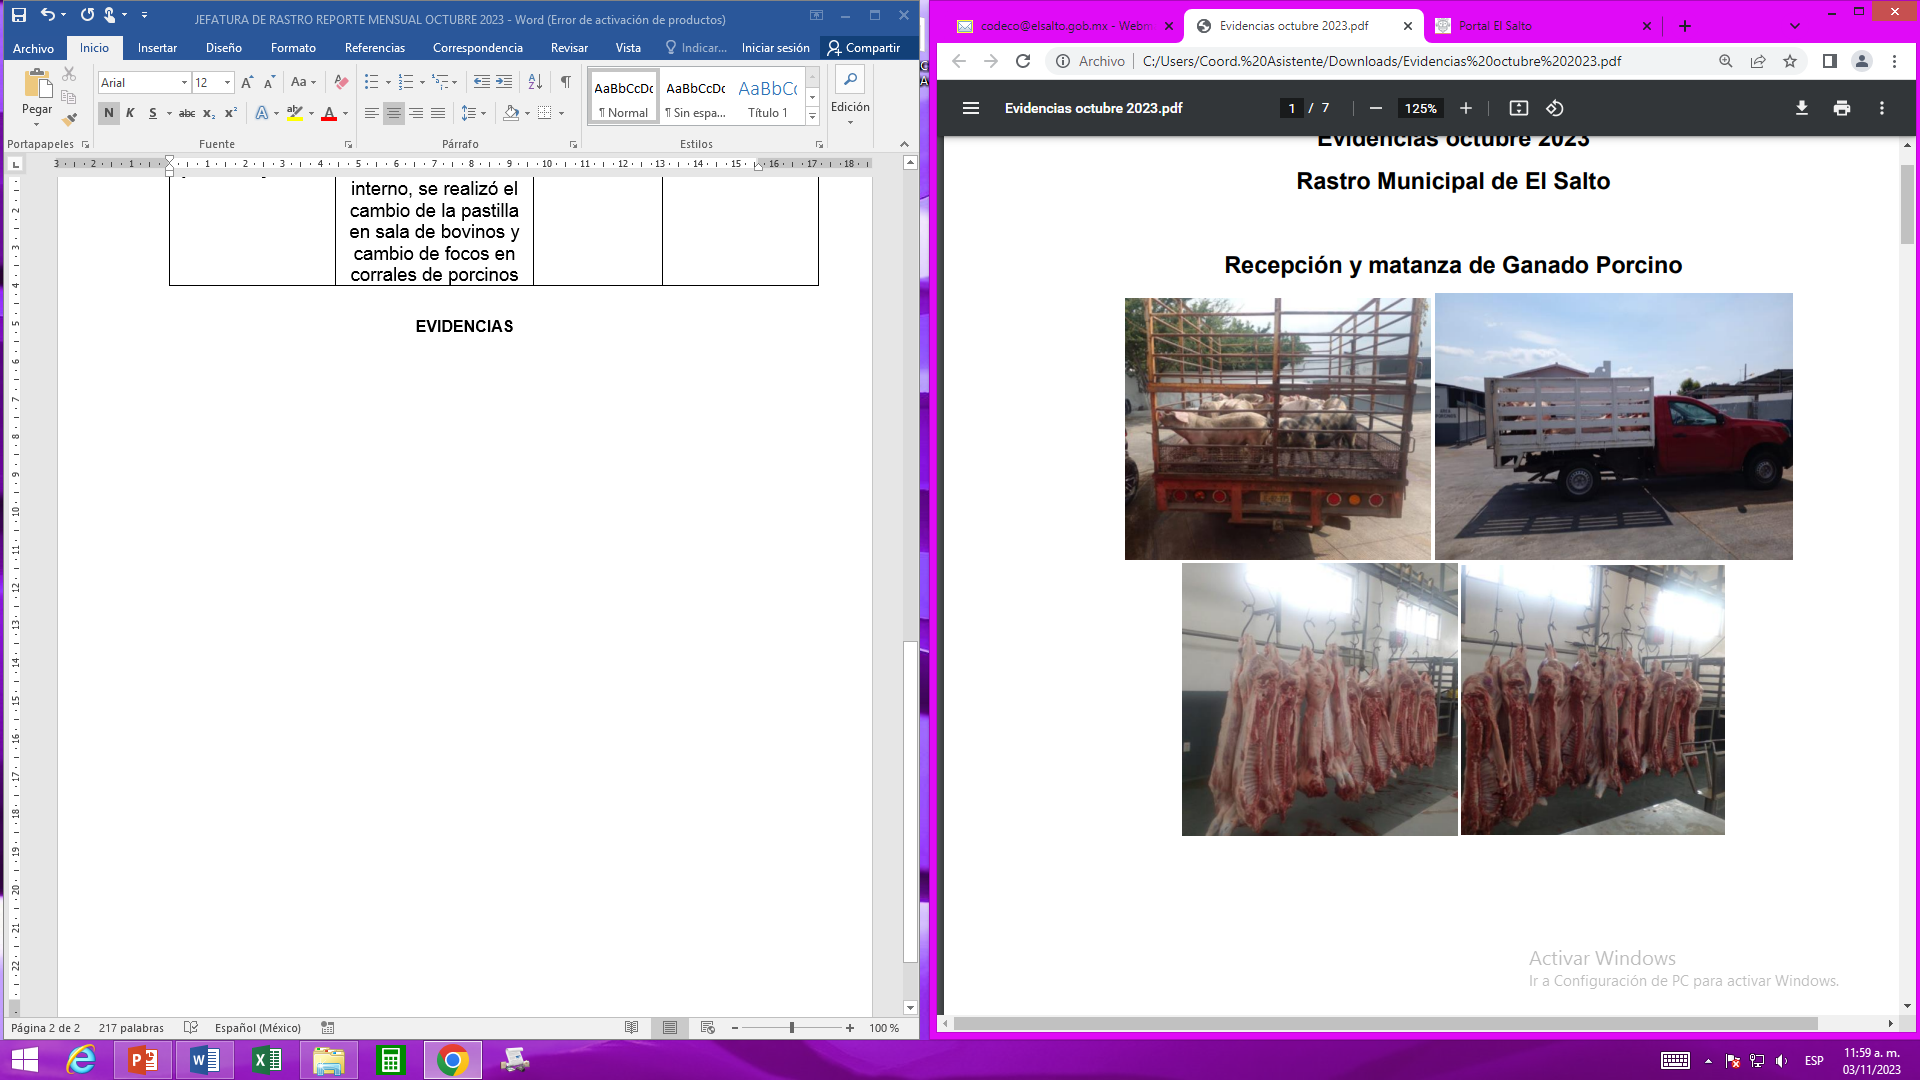 JEFATURA DE RASTRO REPORTE MENSUAL OCTUBRE 2023 - Word (Error de activación de productos)
Archivo Inicio Insertar Diseño Formato Referencias Correspondencia Revisar Vista Indicar... Iniciar sesión Compartir
Pegar
Arial 12
Portapapeles Fuente Párrafo Estilos
AaBbCcDc AaBbCcDc AaBbCc
¶ Normal ¶ Sin espa... Título 1
Edición
interno, se realizó el
cambio de la pastilla
en sala de bovinos y
cambio de focos en
corrales de porcinos
EVIDENCIAS
Página 2 de 2 217 palabras Español (México) 100 %
codeco@elsalto.gob.mx - Webm
Evidencias octubre 2023.pdf
Portal El Salto
Archivo C:/Users/Coord.%20Asistente/Downloads/Evidencias%20octubre%202023.pdf
Evidencias octubre 2023.pdf 1 / 7 125%
Evidencias octubre 2023
Rastro Municipal de El Salto
Recepción y matanza de Ganado Porcino
Activar Windows
Ir a Configuración de PC para activar Windows.
ESP
11:59 a. m.
03/11/2023